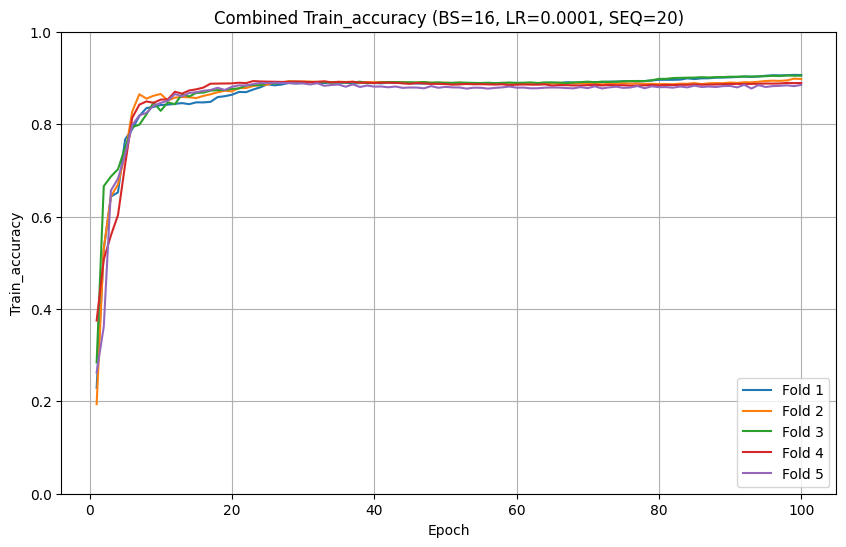 Combined Train_accuracy (BS=16, LR=0.0001, SEQ=20)
1.0
0.8
0.6
0.4
0.2
0.0
Train_accuracy
0 20 40 60 80 100
Epoch
Fold 1
Fold 2
Fold 3
Fold 4
Fold 5